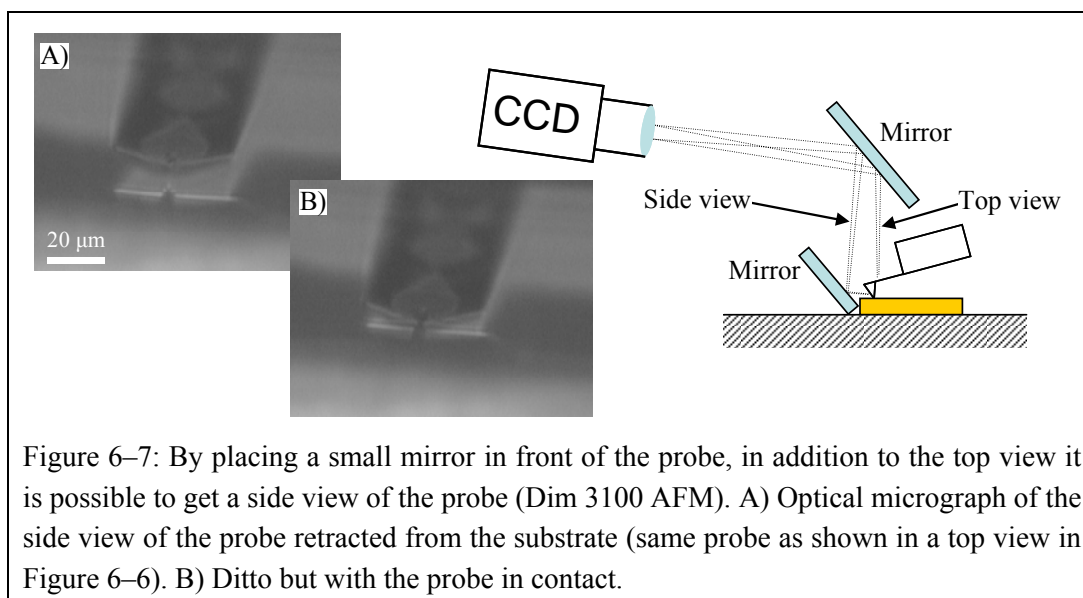 A)
20 μm
B)
CCD
Mirror
Side view
Top view
Mirror
Figure 6–7: By placing a small mirror in front of the probe, in addition to the top view it
is possible to get a side view of the probe (Dim 3100 AFM). A) Optical micrograph of the
side view of the probe retracted from the substrate (same probe as shown in a top view in
Figure 6–6). B) Ditto but with the probe in contact.